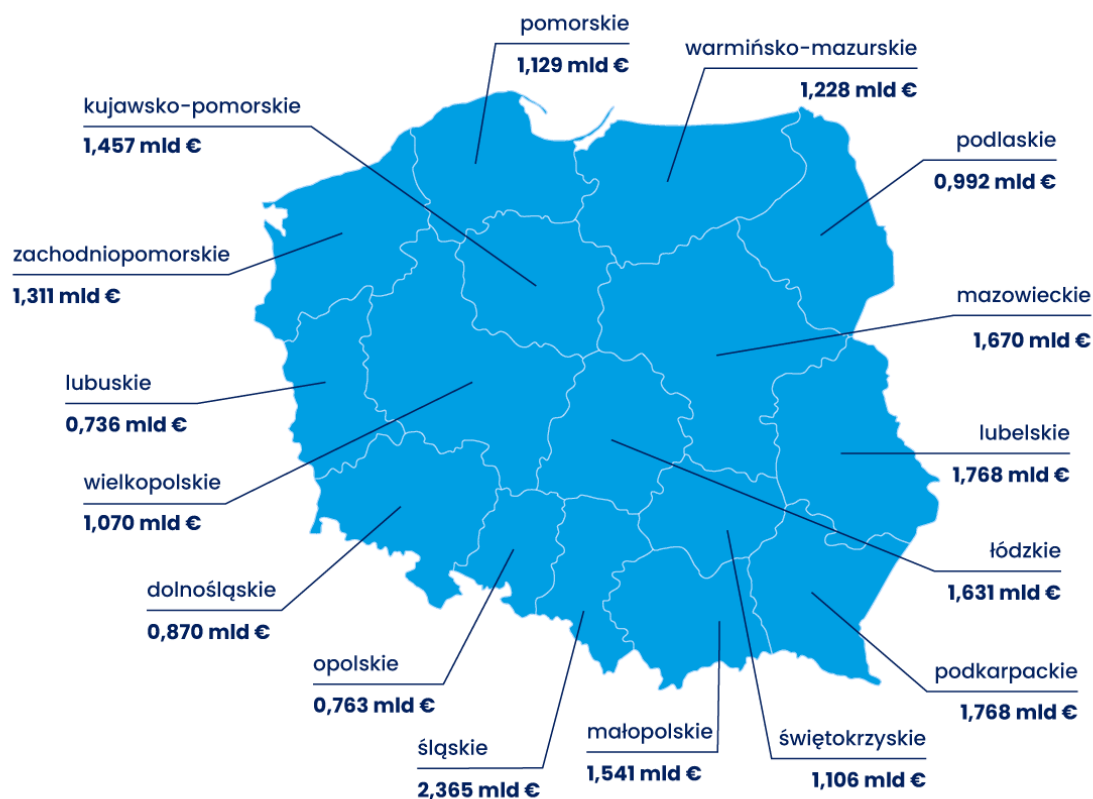 pomorskie
1,129 mld €
warmińsko-mazurskie
1,228 mld €
kujawsko-pomorskie
1,457 mld €
podlaskie
0,992 mld €
zachodniopomorskie
1,311 mld €
mazowieckie
1,670 mld €
lubuskie
0,736 mld €
lubelskie
1,768 mld €
wielkopolskie
1,070 mld €
łódzkie
1,631 mld €
dolnośląskie
0,870 mld €
opolskie
0,763 mld €
podkarpackie
1,768 mld €
śląskie
2,365 mld €
małopolskie
1,541 mld €
świętokrzyskie
1,106 mld €